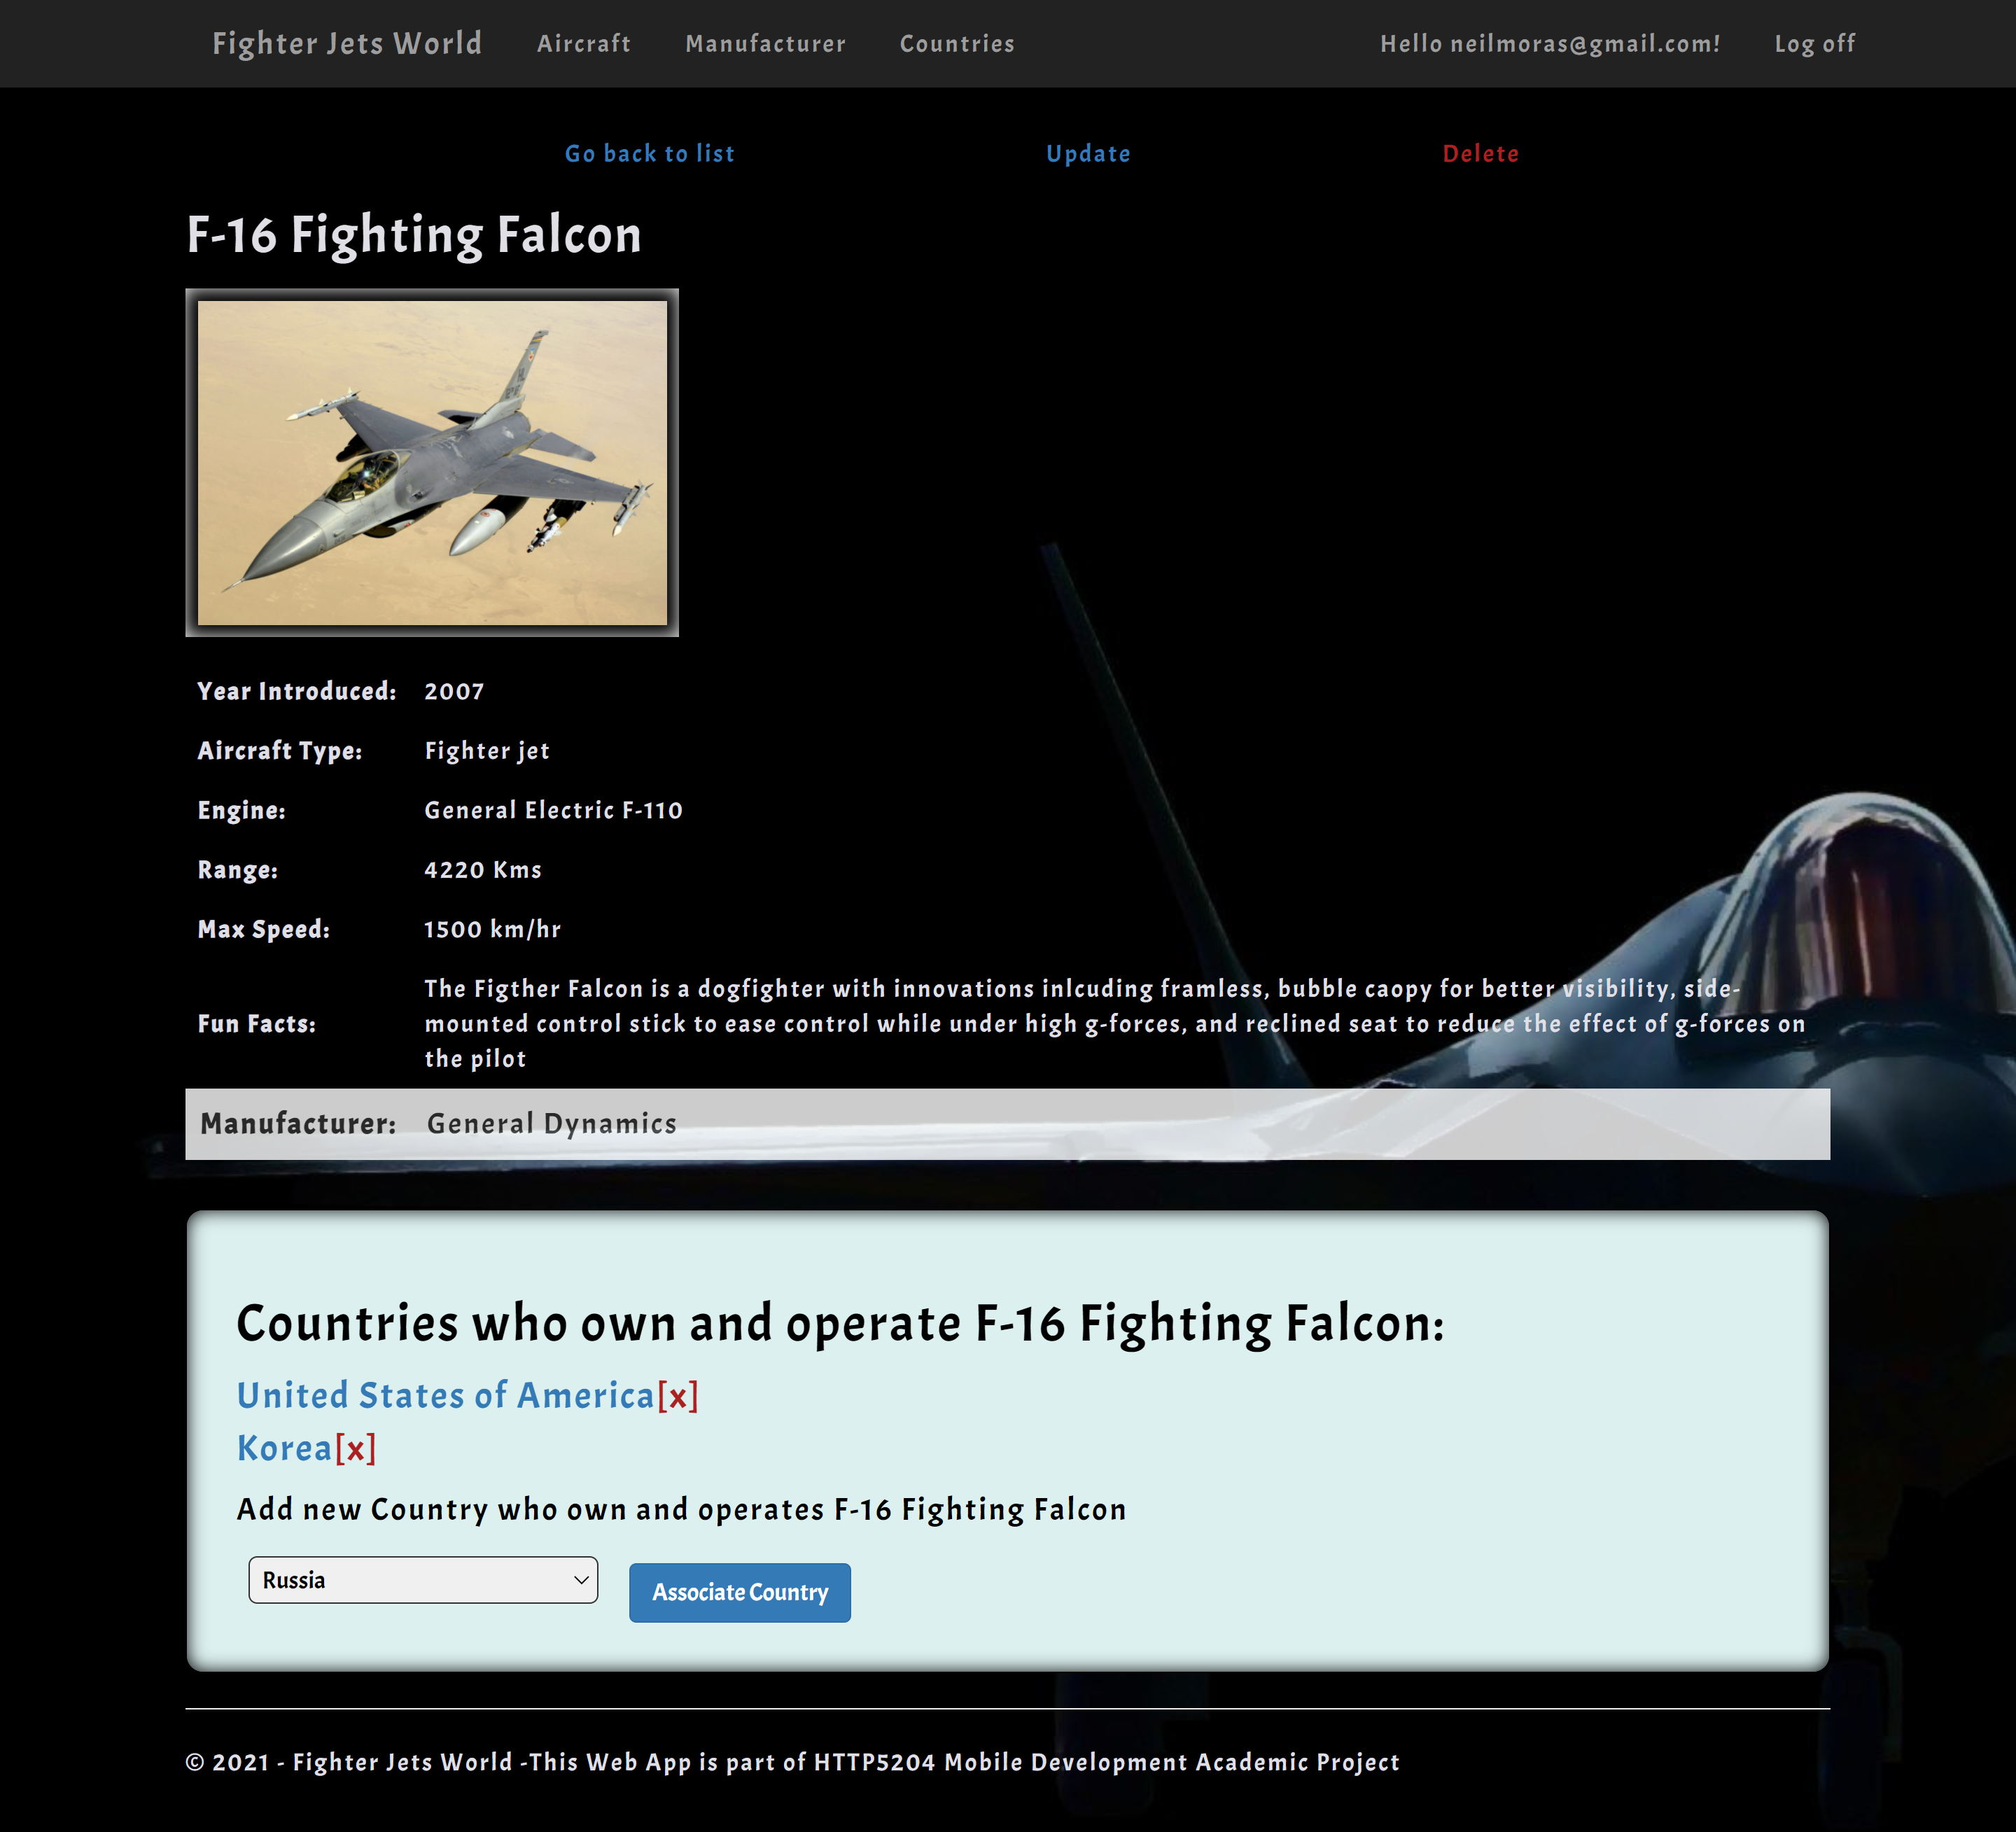 Fighter Jets World Aircraft Manufacturer Countries Hello neilmoras@gmail.com! Log off
Go back to list Update Delete
F-16 Fighting Falcon
Year Introduced: 2007
Aircraft Type: Fighter jet
Engine: General Electric F-110
Range: 4220 Kms
Max Speed: 1500 km/hr
The Figther Falcon is a dogfighter with innovations inlcuding framless, bubble caopy for better visibility, side-
Fun Facts: mounted control stick to ease control while under high g-forces, and reclined seat to reduce the effect of g-forces on
the pilot
Manufacturer: General Dynamics
Countries who own and operate F-16 Fighting Falcon:
United States of America[x]
Korea[x]
Add new Country who own and operates F-16 Fighting Falcon
Russia Associate Country
© 2021 - Fighter Jets World -This Web App is part of HTTP5204 Mobile Development Academic Project